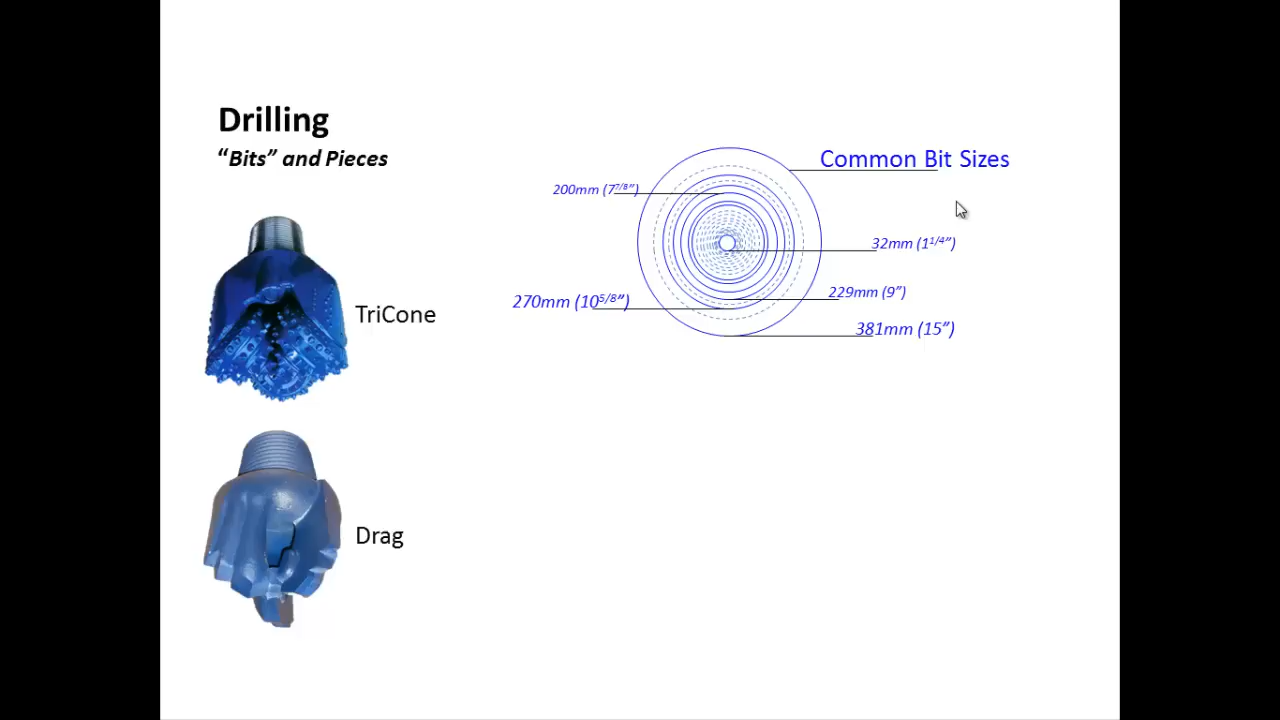 Drilling
“Bits” and Pieces
Common Bit Sizes
200mm (7⁷/⁸”)
32mm (1¹/⁴”)
229mm (9”)
270mm (10⁵/⁸”)
381mm (15”)
TriCone
Drag